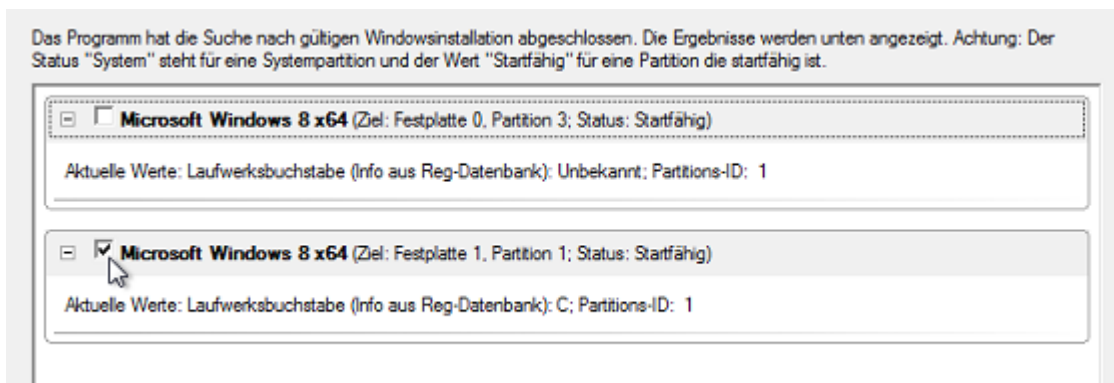 Das Programm hat die Suche nach gültigen Windowsinstallation abgeschlossen. Die Ergebnisse werden unten angezeigt. Achtung: Der
Status "System" steht für eine Systempartition und der Wert "Startfähig" für eine Partition die startfähig ist.
Microsoft Windows 8 x64 (Ziel: Festplatte 0, Partition 3; Status: Startfähig)
Aktuelle Werte: Laufwerksbuchstabe (Info aus Reg-Datenbank): Unbekannt; Partitions-ID: 1
Microsoft Windows 8 x64 (Ziel: Festplatte 1, Partition 1; Status: Startfähig)
Aktuelle Werte: Laufwerksbuchstabe (Info aus Reg-Datenbank): C; Partitions-ID: 1